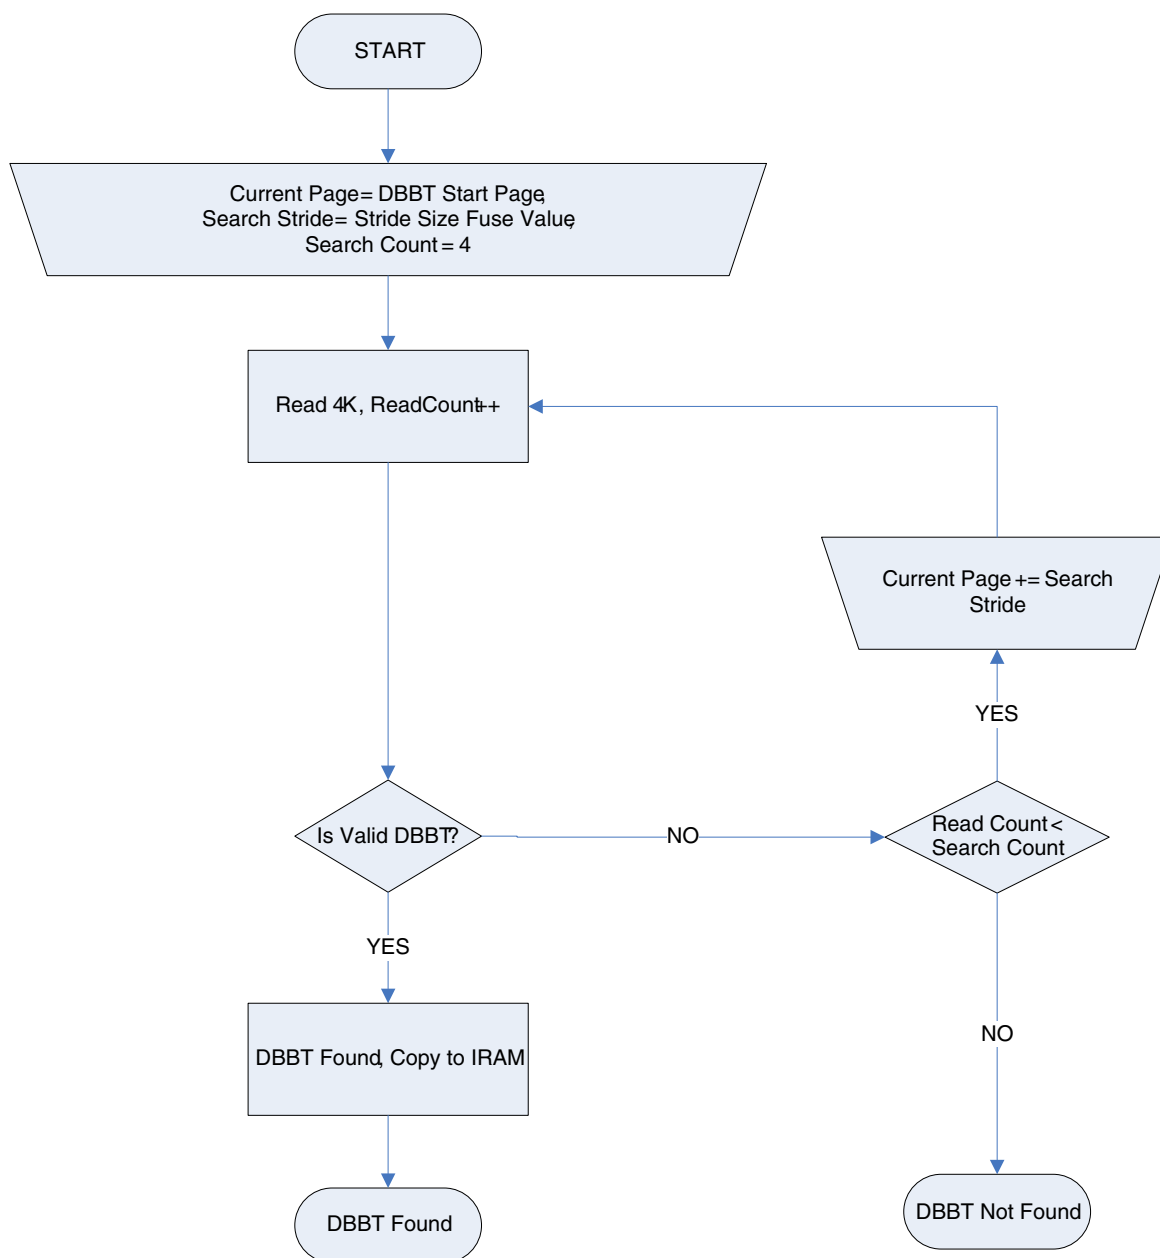 START
Current Page= DBBT Start Page,
Search Stride= Stride Size Fuse Value,
Search Count = 4
Read 4K, ReadCount++
Current Page += Search
Stride
YES
Is Valid DBBT?
NO
Read Count <
Search Count
YES
NO
DBBT Found, Copy to IRAM
DBBT Found
DBBT Not Found